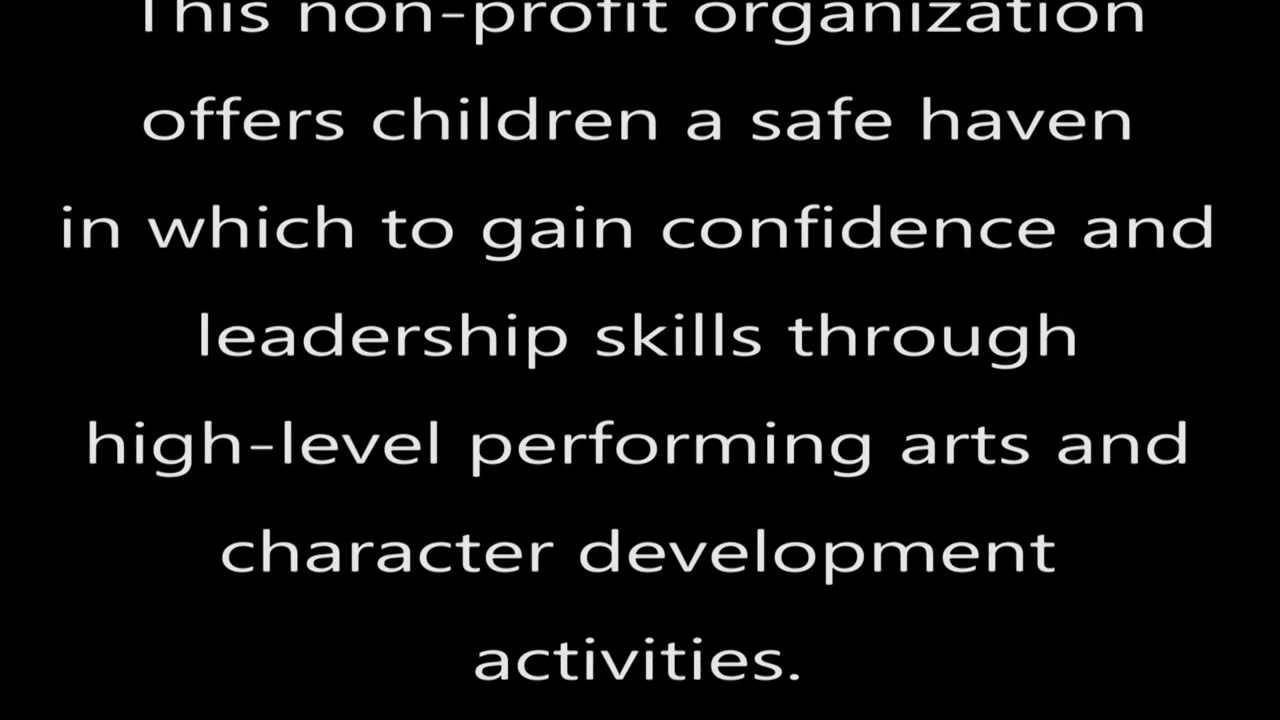 This non-profit organization
offers children a safe haven
in which to gain confidence and
leadership skills through
high-level performing arts and
character development
activities.